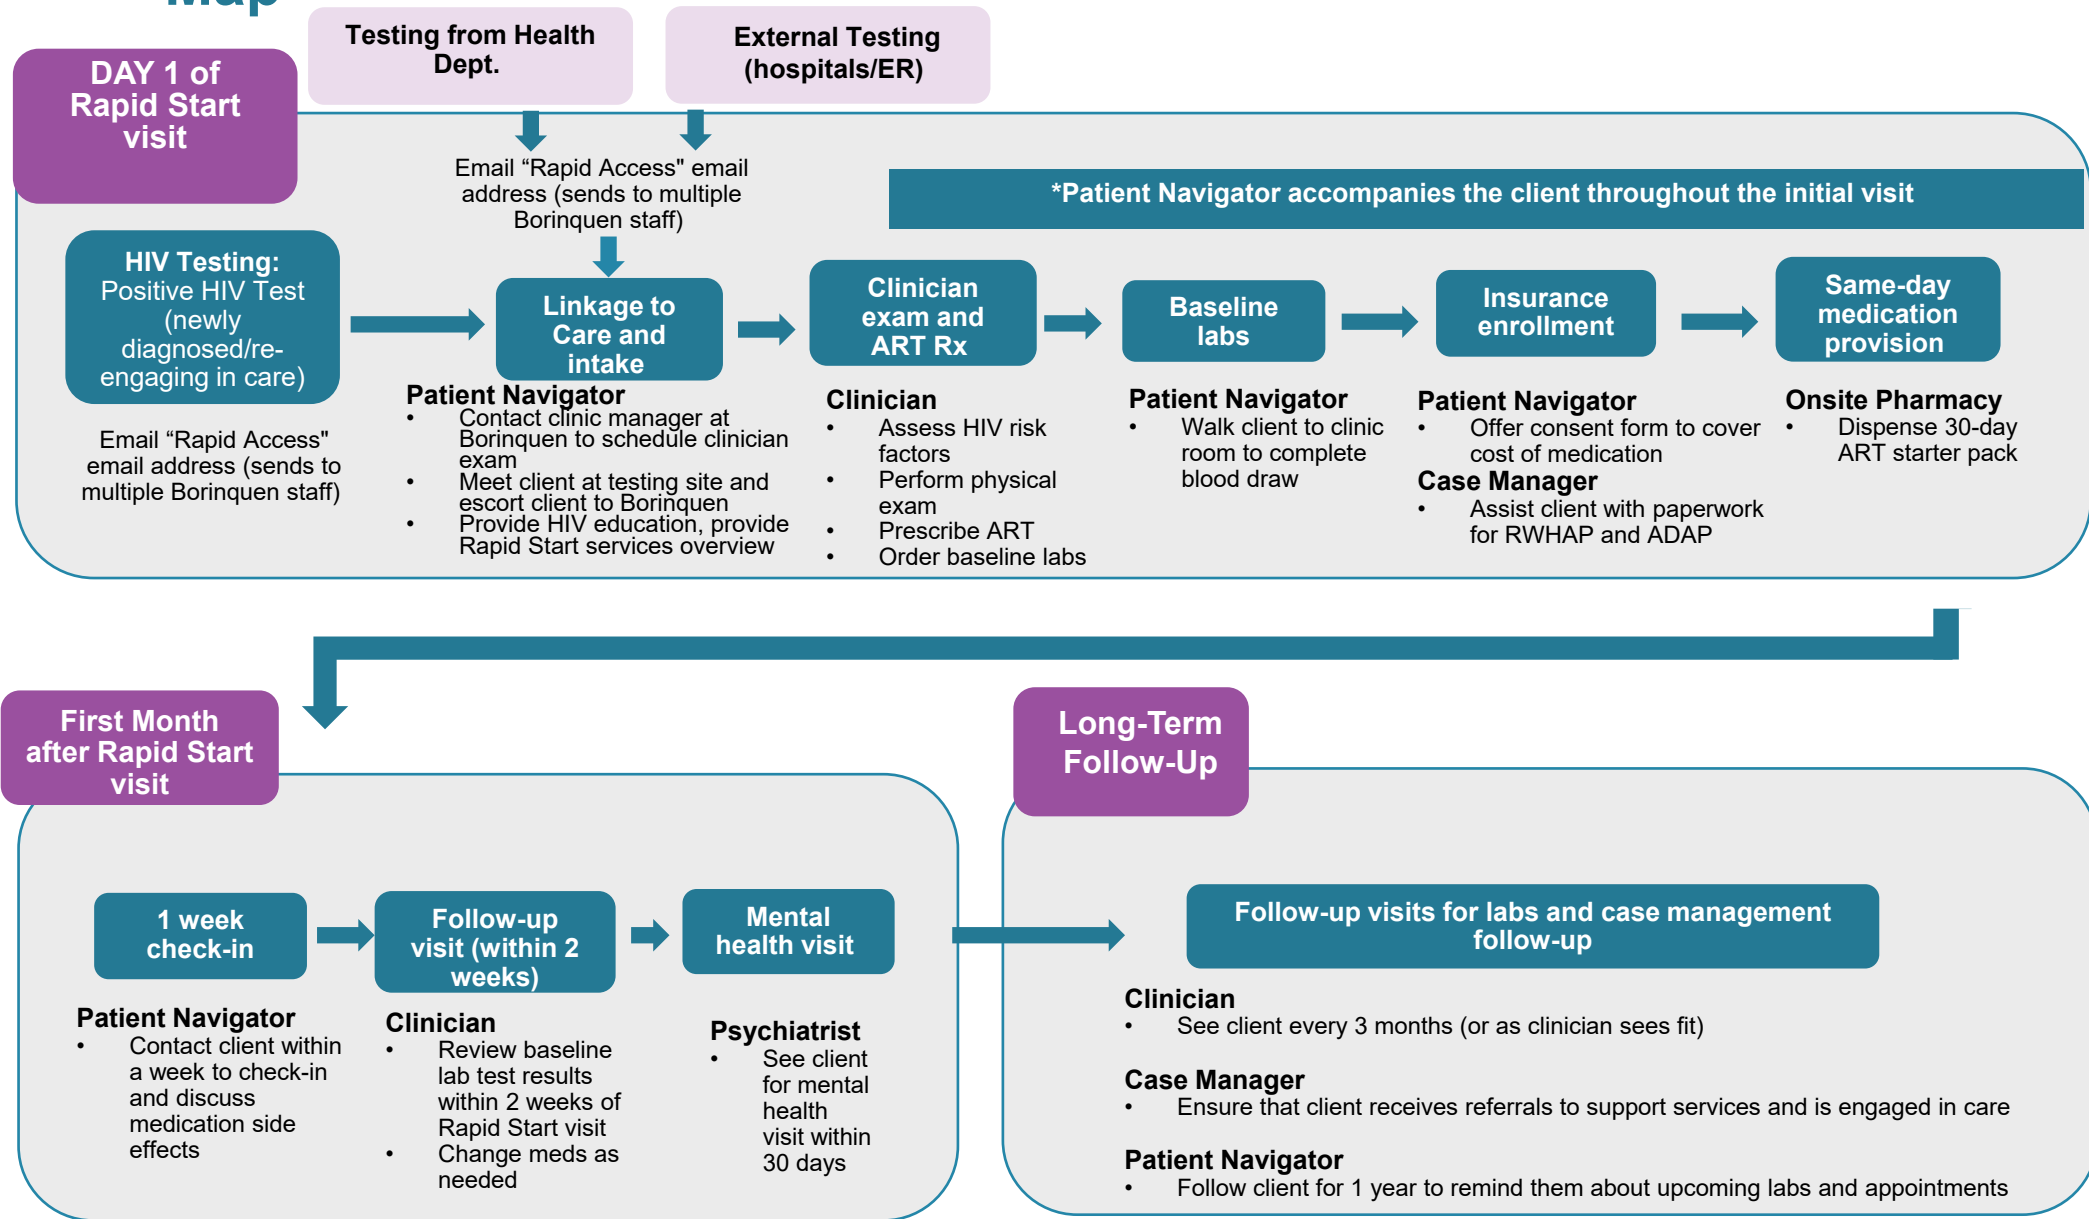 Map
Testing from Health
Dept.
External Testing
(hospitals/ER)
DAY 1 of
Rapid Start
visit
Email “Rapid Access" email
address (sends to multiple
Borinquen staff)
*Patient Navigator accompanies the client throughout the initial visit
HIV Testing:
Positive HIV Test
(newly
diagnosed/re-
engaging in care)
Email “Rapid Access"
email address (sends to
multiple Borinquen staff)
Linkage to
Care and
intake
Patient Navigator
• Contact clinic manager at
Borinquen to schedule clinician
exam
• Meet client at testing site and
escort client to Borinquen
• Provide HIV education, provide
Rapid Start services overview
Clinician
exam and
ART Rx
Clinician
• Assess HIV risk
factors
• Perform physical
exam
• Prescribe ART
• Order baseline labs
Baseline
labs
Patient Navigator
• Walk client to clinic
room to complete
blood draw
Insurance
enrollment
Patient Navigator
• Offer consent form to cover
cost of medication
Case Manager
• Assist client with paperwork
for RWHAP and ADAP
Same-day
medication
provision
Onsite Pharmacy
• Dispense 30-day
ART starter pack
First Month
after Rapid Start
visit
1 week
check-in
Patient Navigator
• Contact client within
a week to check-in
and discuss
medication side
effects
Follow-up
visit (within 2
weeks)
Clinician
• Review baseline
lab test results
within 2 weeks of
Rapid Start visit
• Change meds as
needed
Mental
health visit
Psychiatrist
• See client
for mental
health
visit within
30 days
Long-Term
Follow-Up
Follow-up visits for labs and case management
follow-up
Clinician
• See client every 3 months (or as clinician sees fit)
Case Manager
• Ensure that client receives referrals to support services and is engaged in care
Patient Navigator
• Follow client for 1 year to remind them about upcoming labs and appointments